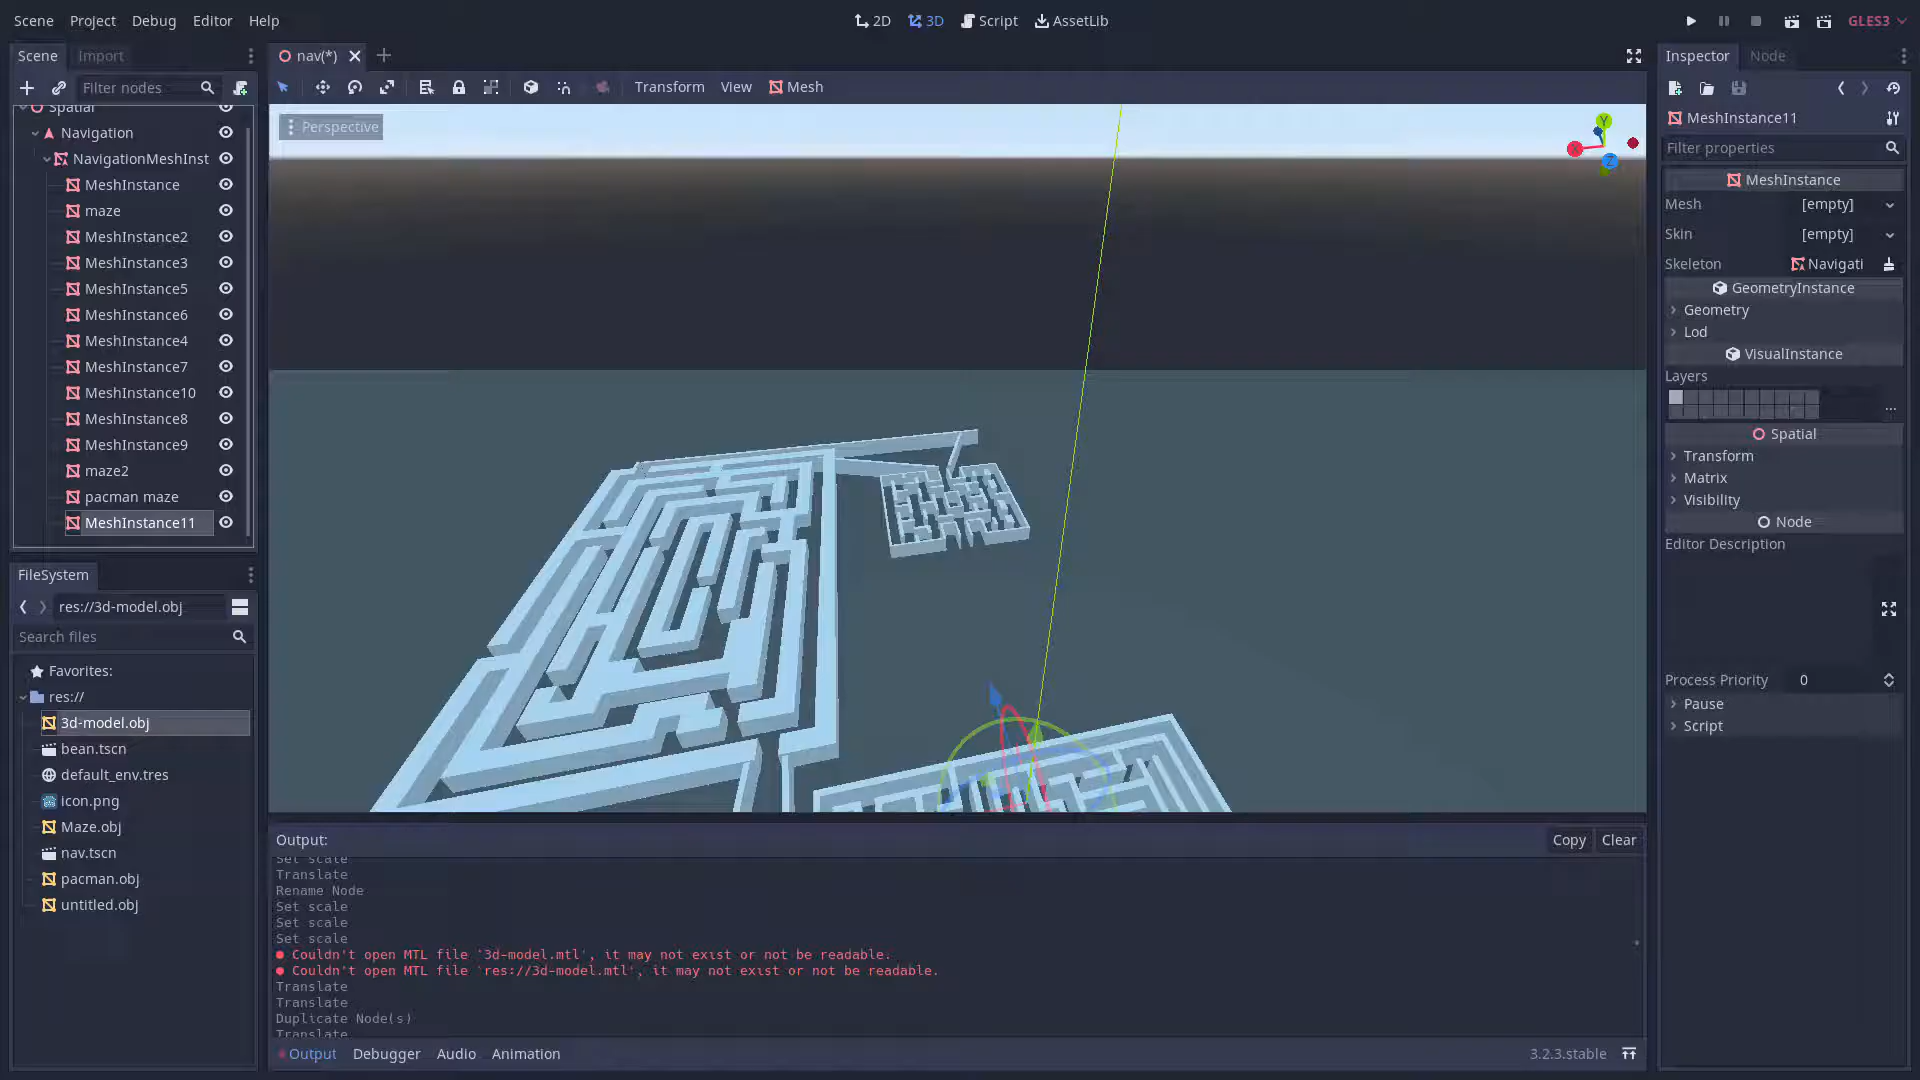 Scene Project Debug Editor Help
2D 3D Script AssetLib
GLES3
Scene Import
nav(*)
Inspector Node
Filter nodes
Transform View Mesh
Spatial
Navigation
NavigationMeshInst
MeshInstance
maze
MeshInstance2
MeshInstance3
MeshInstance5
MeshInstance6
MeshInstance4
MeshInstance7
MeshInstance10
MeshInstance8
MeshInstance9
maze2
pacman maze
MeshInstance11
Perspective
Y
X
Z
MeshInstance11
Filter properties
MeshInstance
Mesh [empty]
Skin [empty]
Skeleton Navigati
GeometryInstance
Geometry
Lod
VisualInstance
Layers
...
Spatial
Transform
Matrix
Visibility
Node
Editor Description
Process Priority 0
Pause
Script
FileSystem
res://3d-model.obj
Search files
Favorites:
res://
3d-model.obj
bean.tscn
default_env.tres
icon.png
Maze.obj
nav.tscn
pacman.obj
untitled.obj
Output:
Copy Clear
Set scale
Translate
Rename Node
Set scale
Set scale
Set scale
Couldn't open MTL file '3d-model.mtl', it may not exist or not be readable.
Couldn't open MTL file 'res://3d-model.mtl', it may not exist or not be readable.
Translate
Translate
Duplicate Node(s)
Translate
Output Debugger Audio Animation
3.2.3.stable